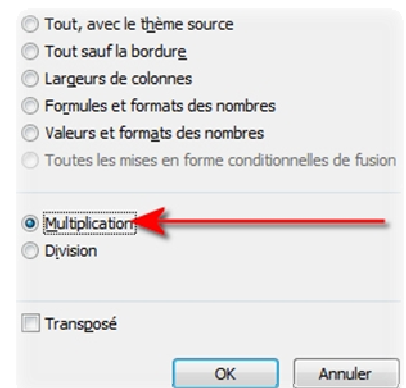 Tout, avec le thème source
Tout sauf la bordure
Largeurs de colonnes
Formules et formats des nombres
Valeurs et formats des nombres
Toutes les mises en forme conditionnelles de fusion
Multiplication
Division
Transposé
OK Annuler